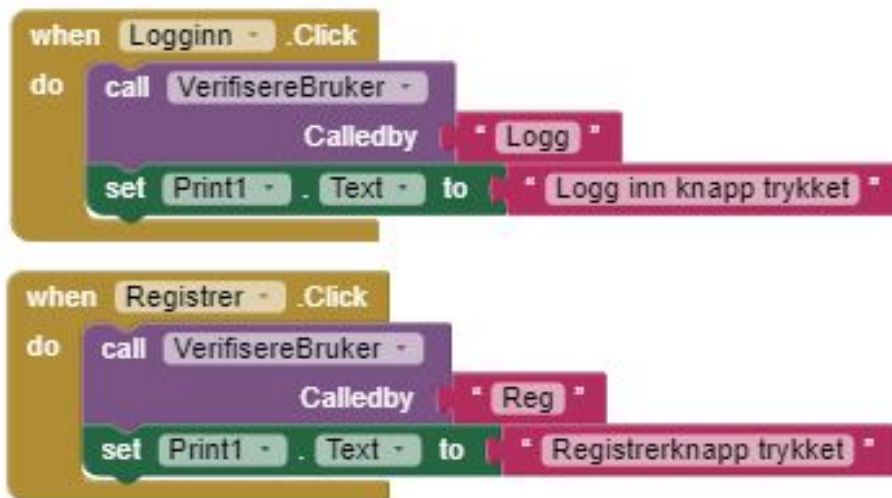 when Logginn .Click
do call VerifisereBruker
Calledby " Logg "
set Print1 . Text to " Logg inn knapp trykket "
when Registrer .Click
do call VerifisereBruker
Calledby " Reg "
set Print1 . Text to " Registrerknapp trykket "